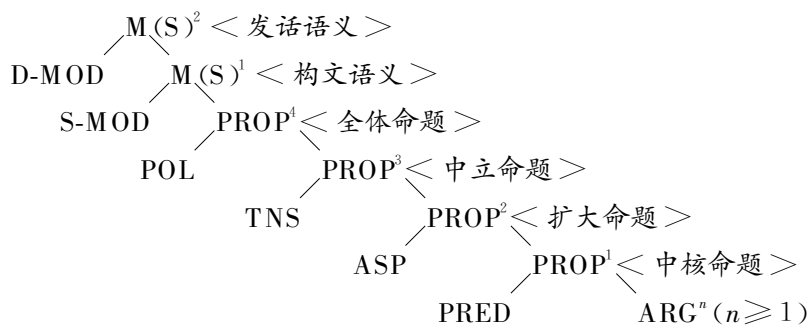 M(S)²<发话语义>
D-MOD M(S)¹<构文语义>
S-MOD PROP⁴<全体命题>
POL PROP³<中立命题>
TNS PROP²<扩大命题>
ASP PROP¹<中核命题>
PRED ARGⁿ(n≥1)